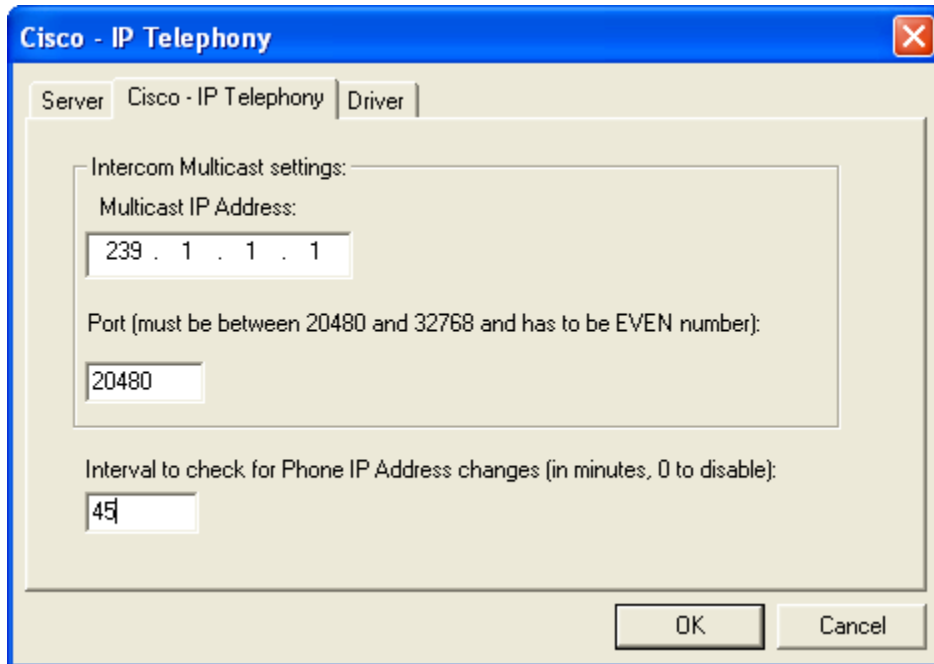 Cisco - IP Telephony
Server Cisco - IP Telephony Driver
Intercom Multicast settings:
Multicast IP Address:
239 . 1 . 1 . 1
Port (must be between 20480 and 32768 and has to be EVEN number):
20480
Interval to check for Phone IP Address changes (in minutes, 0 to disable):
45
OK Cancel